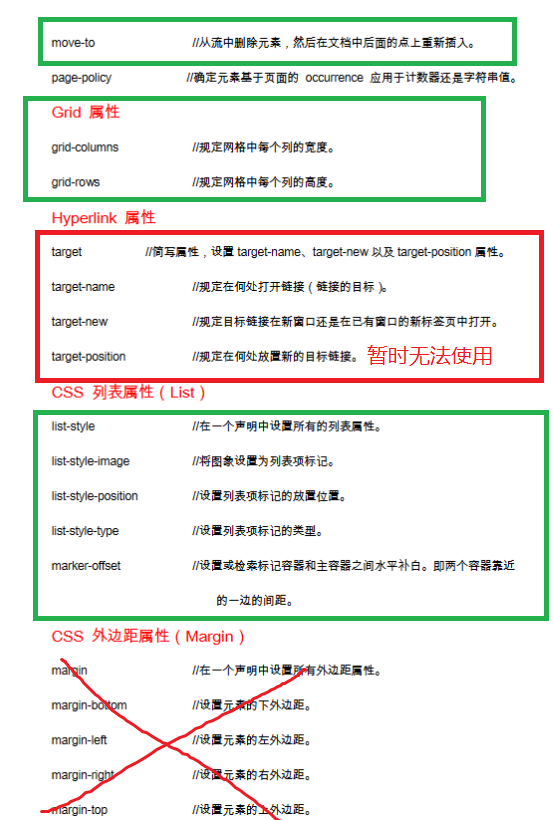 move-to //从流中删除元素，然后在文档中后面的点上重新插入。
page-policy //确定元素基于页面的 occurrence 应用于计数器还是字符串值。
Grid 属性
grid-columns //规定网格中每个列的宽度。
grid-rows //规定网格中每个列的高度。
Hyperlink 属性
target //简写属性，设置 target-name、target-new 以及 target-position 属性。
target-name //规定在何处打开链接（链接的目标）。
target-new //规定目标链接在新窗口还是在已有窗口的新标签页中打开。
target-position //规定在何处放置新的目标链接。 暂时无法使用
CSS 列表属性（List）
list-style //在一个声明中设置所有的列表属性。
list-style-image //将图象设置为列表项标记。
list-style-position //设置列表项标记的放置位置。
list-style-type //设置列表项标记的类型。
marker-offset //设置或检索标记容器和主容器之间水平补白。即两个容器靠近
的一边的间距。
CSS 外边距属性（Margin）
margin //在一个声明中设置所有外边距属性。
margin-bottom //设置元素的下外边距。
margin-left //设置元素的左外边距。
margin-right //设置元素的右外边距。
margin-top //设置元素的上外边距。